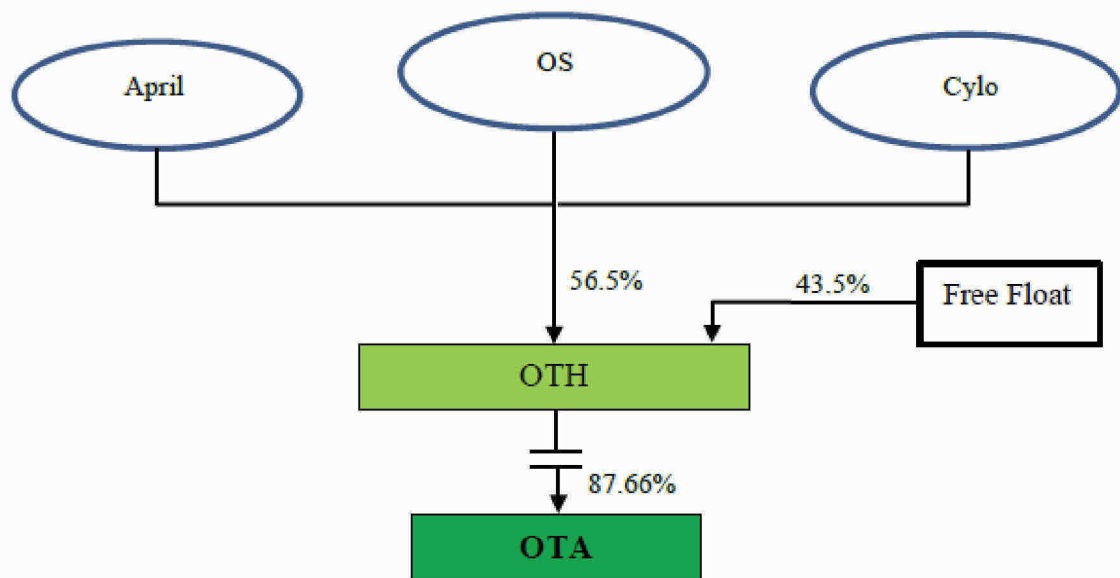 April
OS
Cylo
56.5%
43.5%
Free Float
OTH
87.66%
OTA